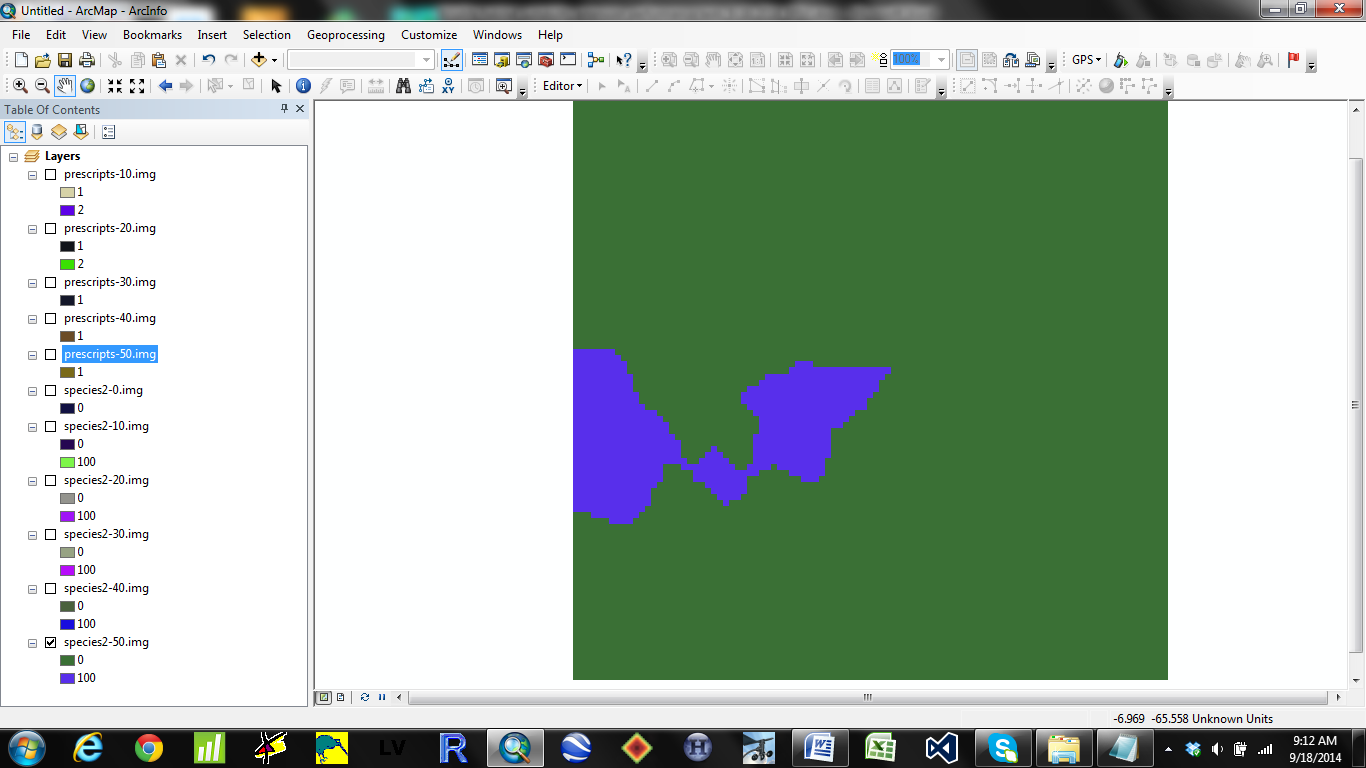 Untitled - ArcMap - ArcInfo
File Edit View Bookmarks Insert Selection Geoprocessing Customize Windows Help
100% GPS
Editor
Table Of Contents
Layers
prescripts-10.img
1
2
prescripts-20.img
1
2
prescripts-30.img
1
prescripts-40.img
1
prescripts-50.img
1
species2-0.img
0
species2-10.img
0
100
species2-20.img
0
100
species2-30.img
0
100
species2-40.img
0
100
species2-50.img
0
100
-6.969 -65.558 Unknown Units
LV
R
H
9:12 AM
9/18/2014